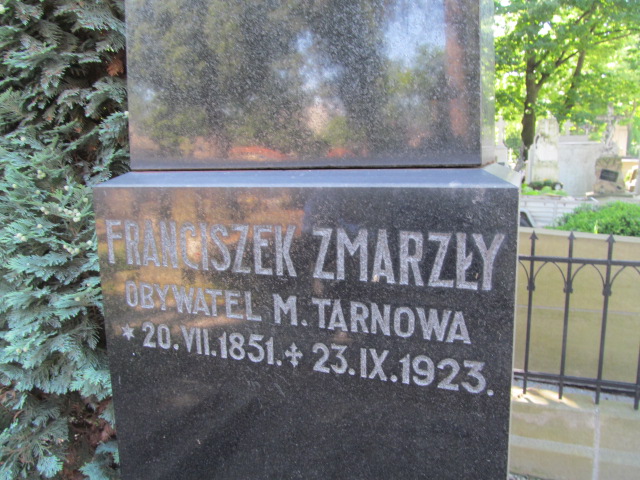 FRANCISZEK ZMARZŁY
OBYWATEL M. TARNOWA
* 20.VII.1851. ✝ 23.IX.1923.